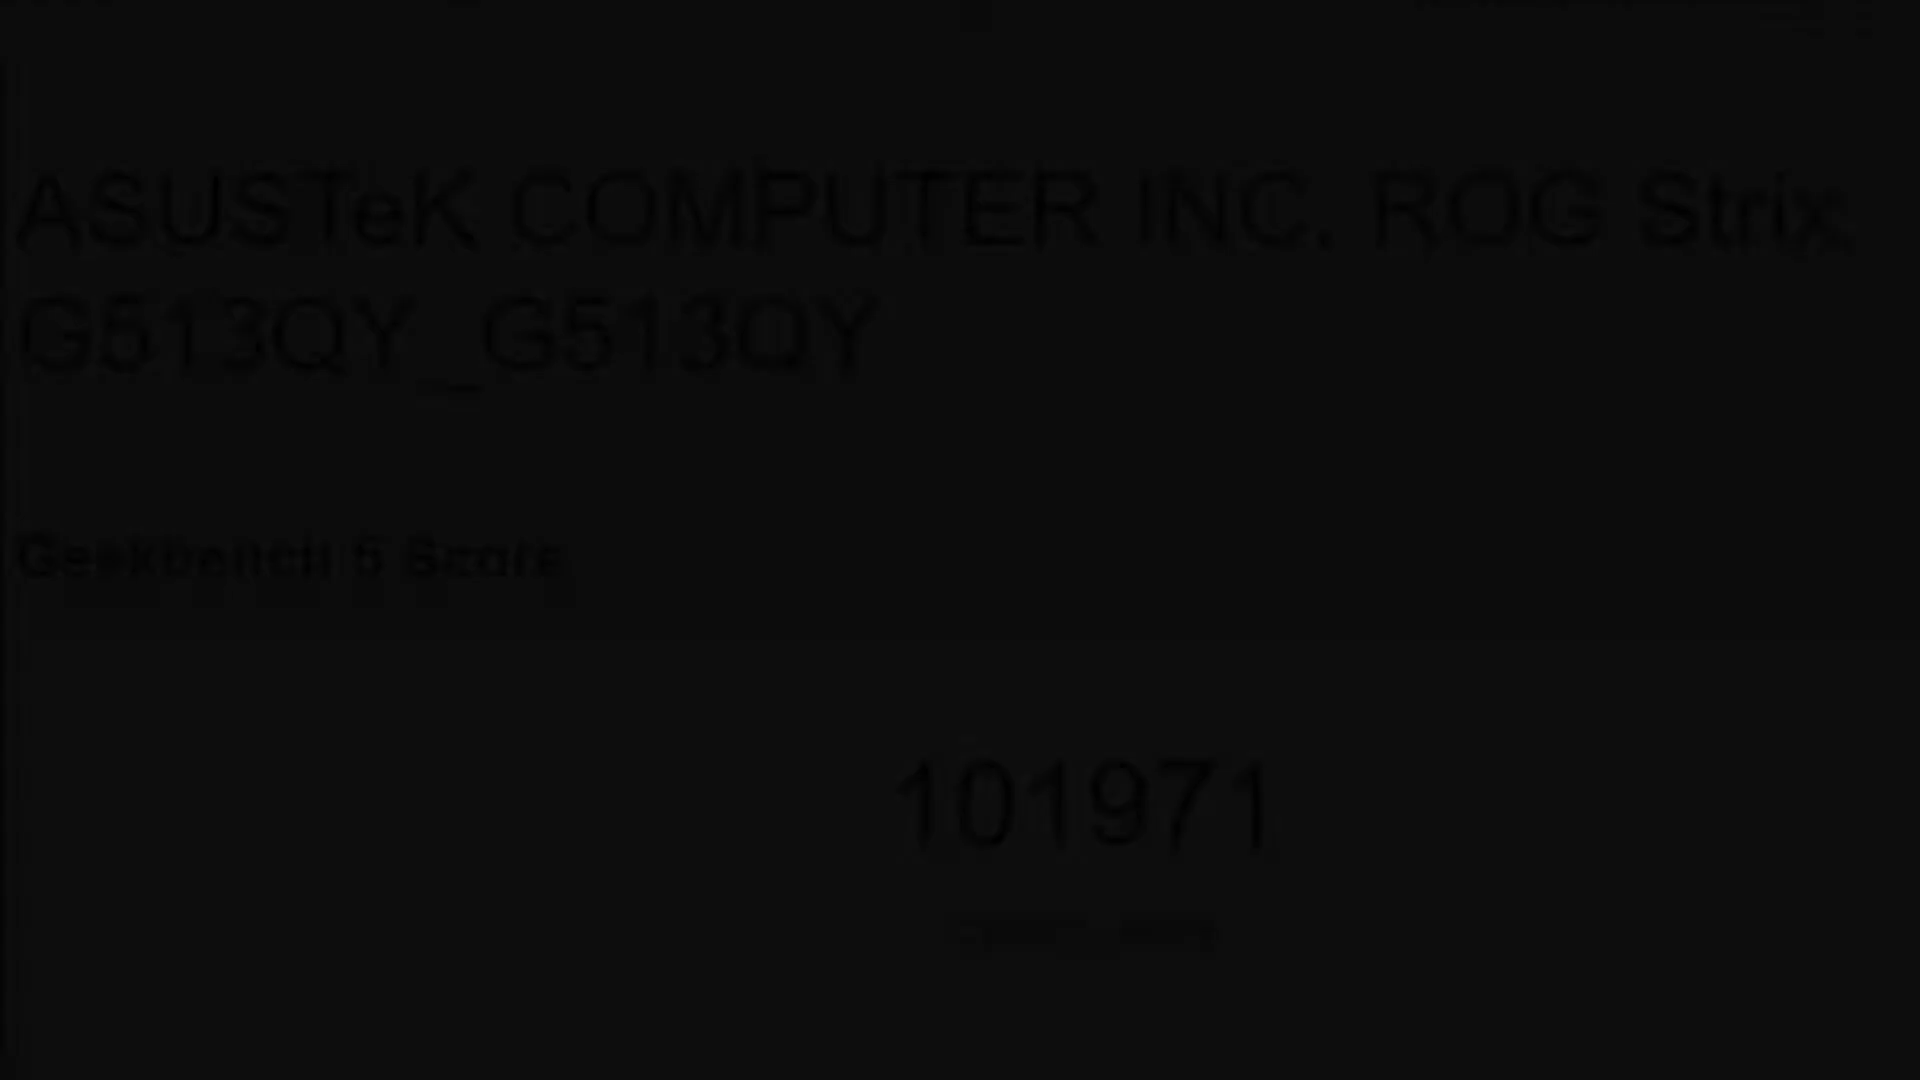 ASUSTeK COMPUTER INC. ROG Strix
G513QY_G513QY
Geekbench 5 Score
101971